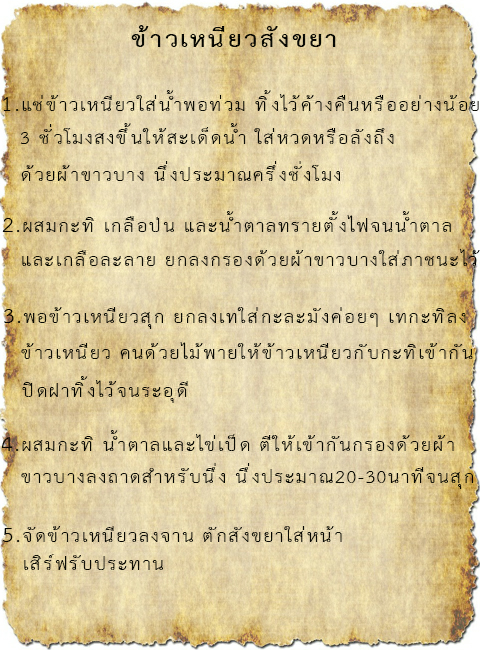 ข้าวเหนียวสังขยา
1.แช่ข้าวเหนียวใส่น้ำพอท่วม ทิ้งไว้ค้างคืนหรืออย่างน้อย
3 ชั่วโมงสงขึ้นให้สะเด็ดน้ำ ใส่หวดหรือลังถึง
ด้วยผ้าขาวบาง นึ่งประมาณครึ่งชั่งโมง
2.ผสมกะทิ เกลือป่น และน้ำตาลทรายตั้งไฟจนน้ำตาล
และเกลือละลาย ยกลงกรองด้วยผ้าขาวบางใส่ภาชนะไว้
3.พอข้าวเหนียวสุก ยกลงเทใส่กะละมังค่อยๆ เทกะทิลง
ข้าวเหนียว คนด้วยไม้พายให้ข้าวเหนียวกับกะทิเข้ากัน
ปิดฝาทิ้งไว้จนระอุดี
4.ผสมกะทิ น้ำตาลและไข่เป็ด ตีให้เข้ากันกรองด้วยผ้า
ขาวบางลงถาดสำหรับนึ่ง นึ่งประมาณ20-30นาทีจนสุก
5.จัดข้าวเหนียวลงจาน ตักสังขยาใส่หน้า
เสิร์ฟรับประทาน